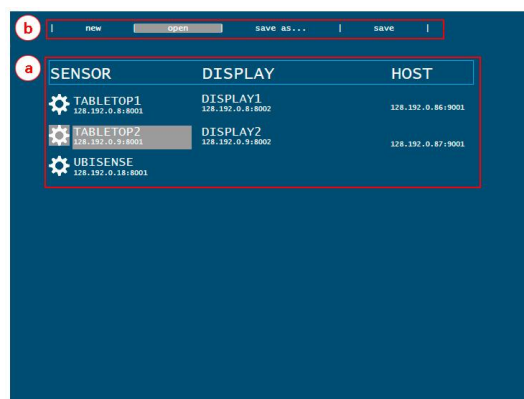 b
| new | open | save as... | save |
a
SENSOR DISPLAY HOST
TABLETOP1 DISPLAY1
128.192.0.8:8001 128.192.0.8:8002 128.192.0.86:9001
TABLETOP2 DISPLAY2
128.192.0.9:8001 128.192.0.9:8002 128.192.0.87:9001
UBISENSE
128.192.0.18:8001